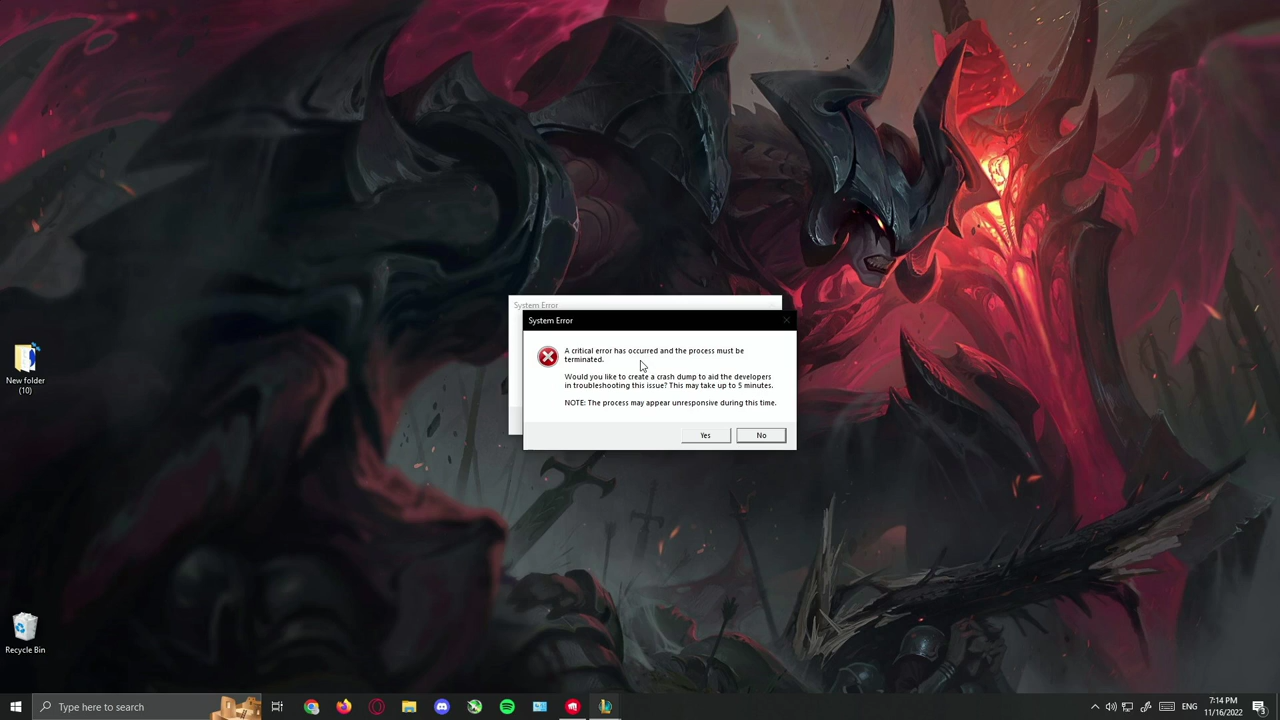 System Error
System Error
A critical error has occurred and the process must be
terminated.
Would you like to create a crash dump to aid the developers
in troubleshooting this issue? This may take up to 5 minutes.
NOTE: The process may appear unresponsive during this time.
Yes
No
New folder
(10)
Recycle Bin
Type here to search
ENG
7:14 PM
11/16/2022
3